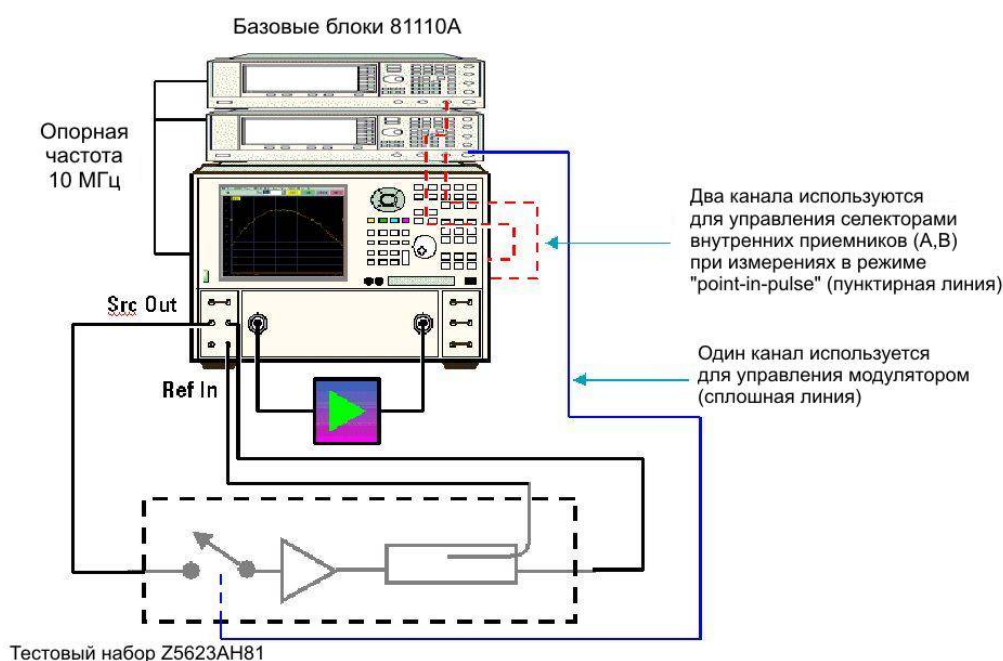 Базовые блоки 81110A
Опорная
частота
10 МГц
Два канала используются
для управления селекторами
внутренних приемников (A,B)
при измерениях в режиме
"point-in-pulse" (пунктирная линия)
Src Out
Один канал используется
для управления модулятором
(сплошная линия)
Ref In
Тестовый набор Z5623AH81